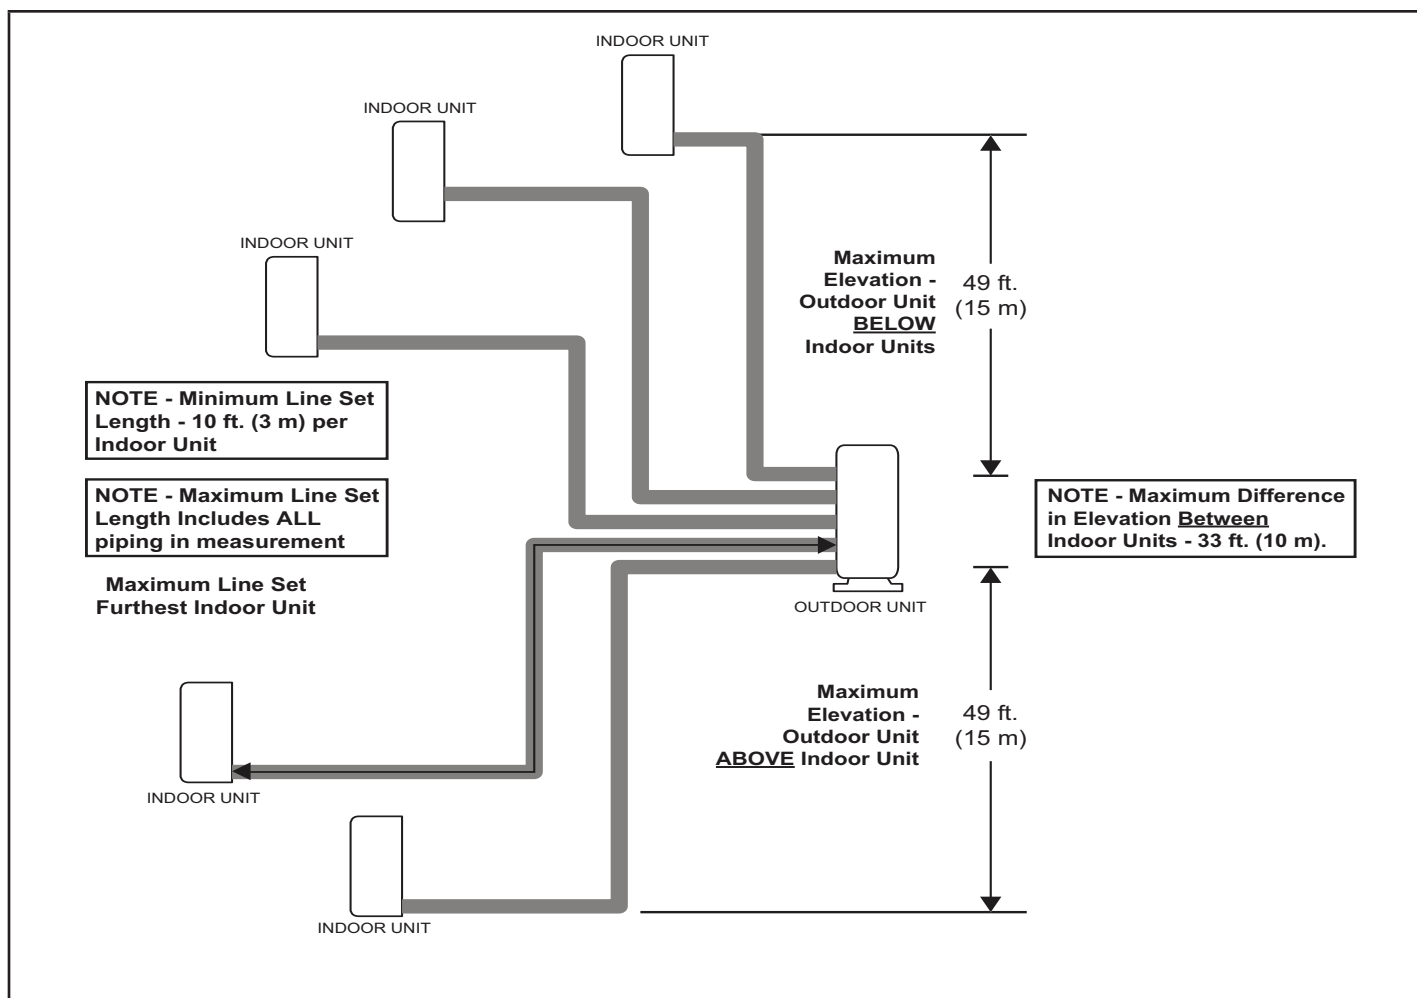 INDOOR UNIT
INDOOR UNIT
INDOOR UNIT
Maximum
Elevation -
Outdoor Unit
BELOW
Indoor Units
49 ft.
(15 m)
NOTE - Minimum Line Set
Length - 10 ft. (3 m) per
Indoor Unit
NOTE - Maximum Line Set
Length Includes ALL
piping in measurement
NOTE - Maximum Difference
in Elevation Between
Indoor Units - 33 ft. (10 m).
Maximum Line Set
Furthest Indoor Unit
OUTDOOR UNIT
Maximum
Elevation -
Outdoor Unit
ABOVE Indoor Unit
49 ft.
(15 m)
INDOOR UNIT
INDOOR UNIT